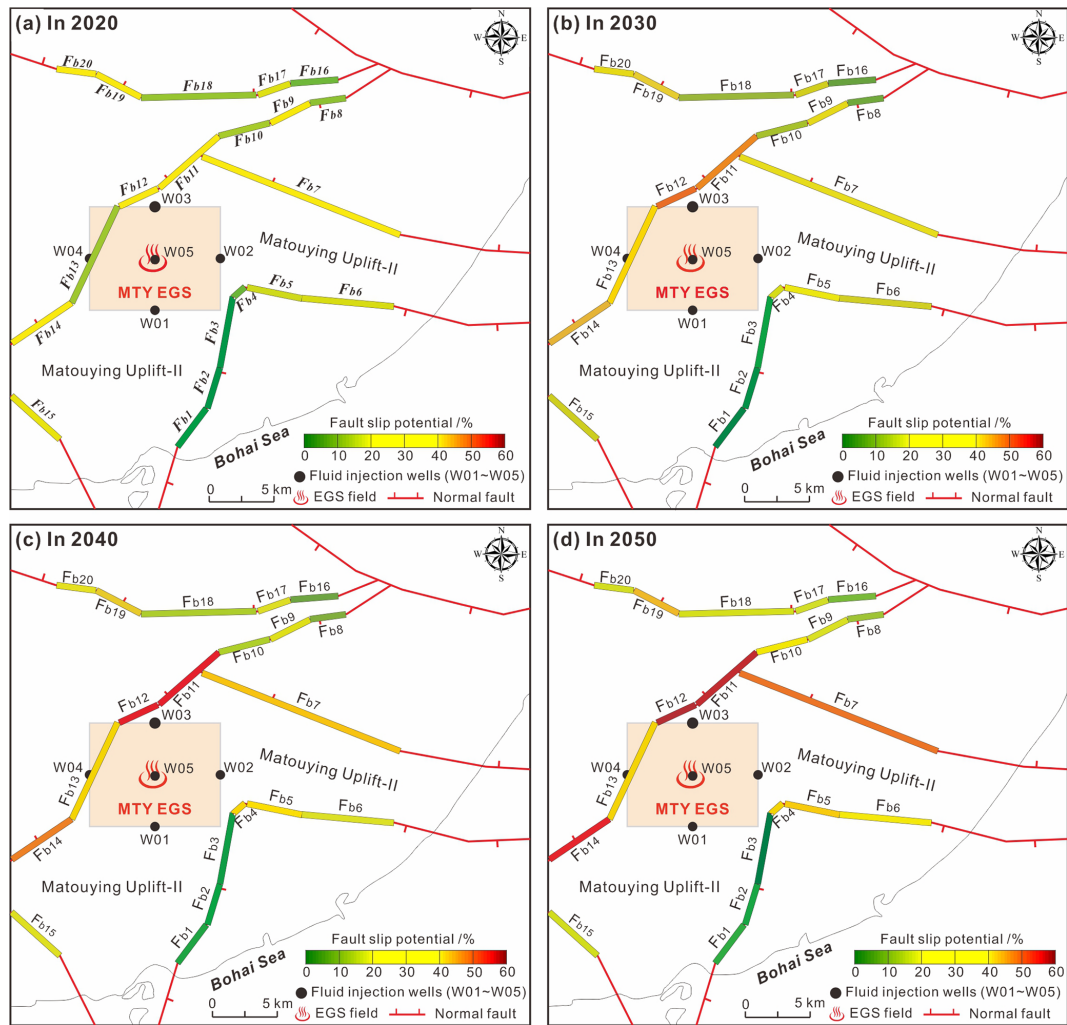 (a) In 2020
N
W
E
S
Fb20
Fb19
Fb18
Fb17
Fb16
Fb9
Fb8
Fb10
Fb11
Fb12
Fb7
W03
Matouying Uplift-II
W04
W05
W02
Fb13
MTY EGS
Fb5
Fb6
Fb4
W01
Fb14
Fb3
Matouying Uplift-II
Fb2
Fb15
Fb1
Bohai Sea
Fault slip potential /%
0 10 20 30 40 50 60
Fluid injection wells (W01~W05)
0 5 km
EGS field
Normal fault
(b) In 2030
N
W
E
S
Fb20
Fb19
Fb18
Fb17
Fb16
Fb9
Fb8
Fb10
Fb11
Fb12
Fb7
W03
Matouying Uplift-II
W04
W05
W02
Fb13
MTY EGS
Fb5
Fb6
Fb4
W01
Fb14
Fb3
Matouying Uplift-II
Fb2
Fb15
Fb1
Bohai Sea
Fault slip potential /%
0 10 20 30 40 50 60
Fluid injection wells (W01~W05)
0 5 km
EGS field
Normal fault
(c) In 2040
N
W
E
S
Fb20
Fb19
Fb18
Fb17
Fb16
Fb9
Fb8
Fb10
Fb11
Fb12
Fb7
W03
Matouying Uplift-II
W04
W05
W02
Fb13
MTY EGS
Fb5
Fb6
Fb4
W01
Fb14
Fb3
Matouying Uplift-II
Fb2
Fb15
Fb1
Bohai Sea
Fault slip potential /%
0 10 20 30 40 50 60
Fluid injection wells (W01~W05)
0 5 km
EGS field
Normal fault
(d) In 2050
N
W
E
S
Fb20
Fb19
Fb18
Fb17
Fb16
Fb9
Fb8
Fb10
Fb11
Fb12
Fb7
W03
Matouying Uplift-II
W04
W05
W02
Fb13
MTY EGS
Fb5
Fb6
Fb4
W01
Fb14
Fb3
Matouying Uplift-II
Fb2
Fb15
Fb1
Bohai Sea
Fault slip potential /%
0 10 20 30 40 50 60
Fluid injection wells (W01~W05)
0 5 km
EGS field
Normal fault